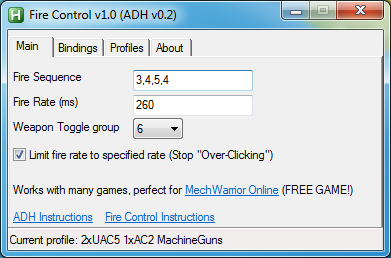 Fire Control v1.0 (ADH v0.2)
Main Bindings Profiles About
Fire Sequence 3,4,5,4
Fire Rate (ms) 260
Weapon Toggle group 6
Limit fire rate to specified rate (Stop "Over-Clicking")
Works with many games, perfect for MechWarrior Online (FREE GAME!)
ADH Instructions Fire Control Instructions
Current profile: 2xUAC5 1xAC2 MachineGuns